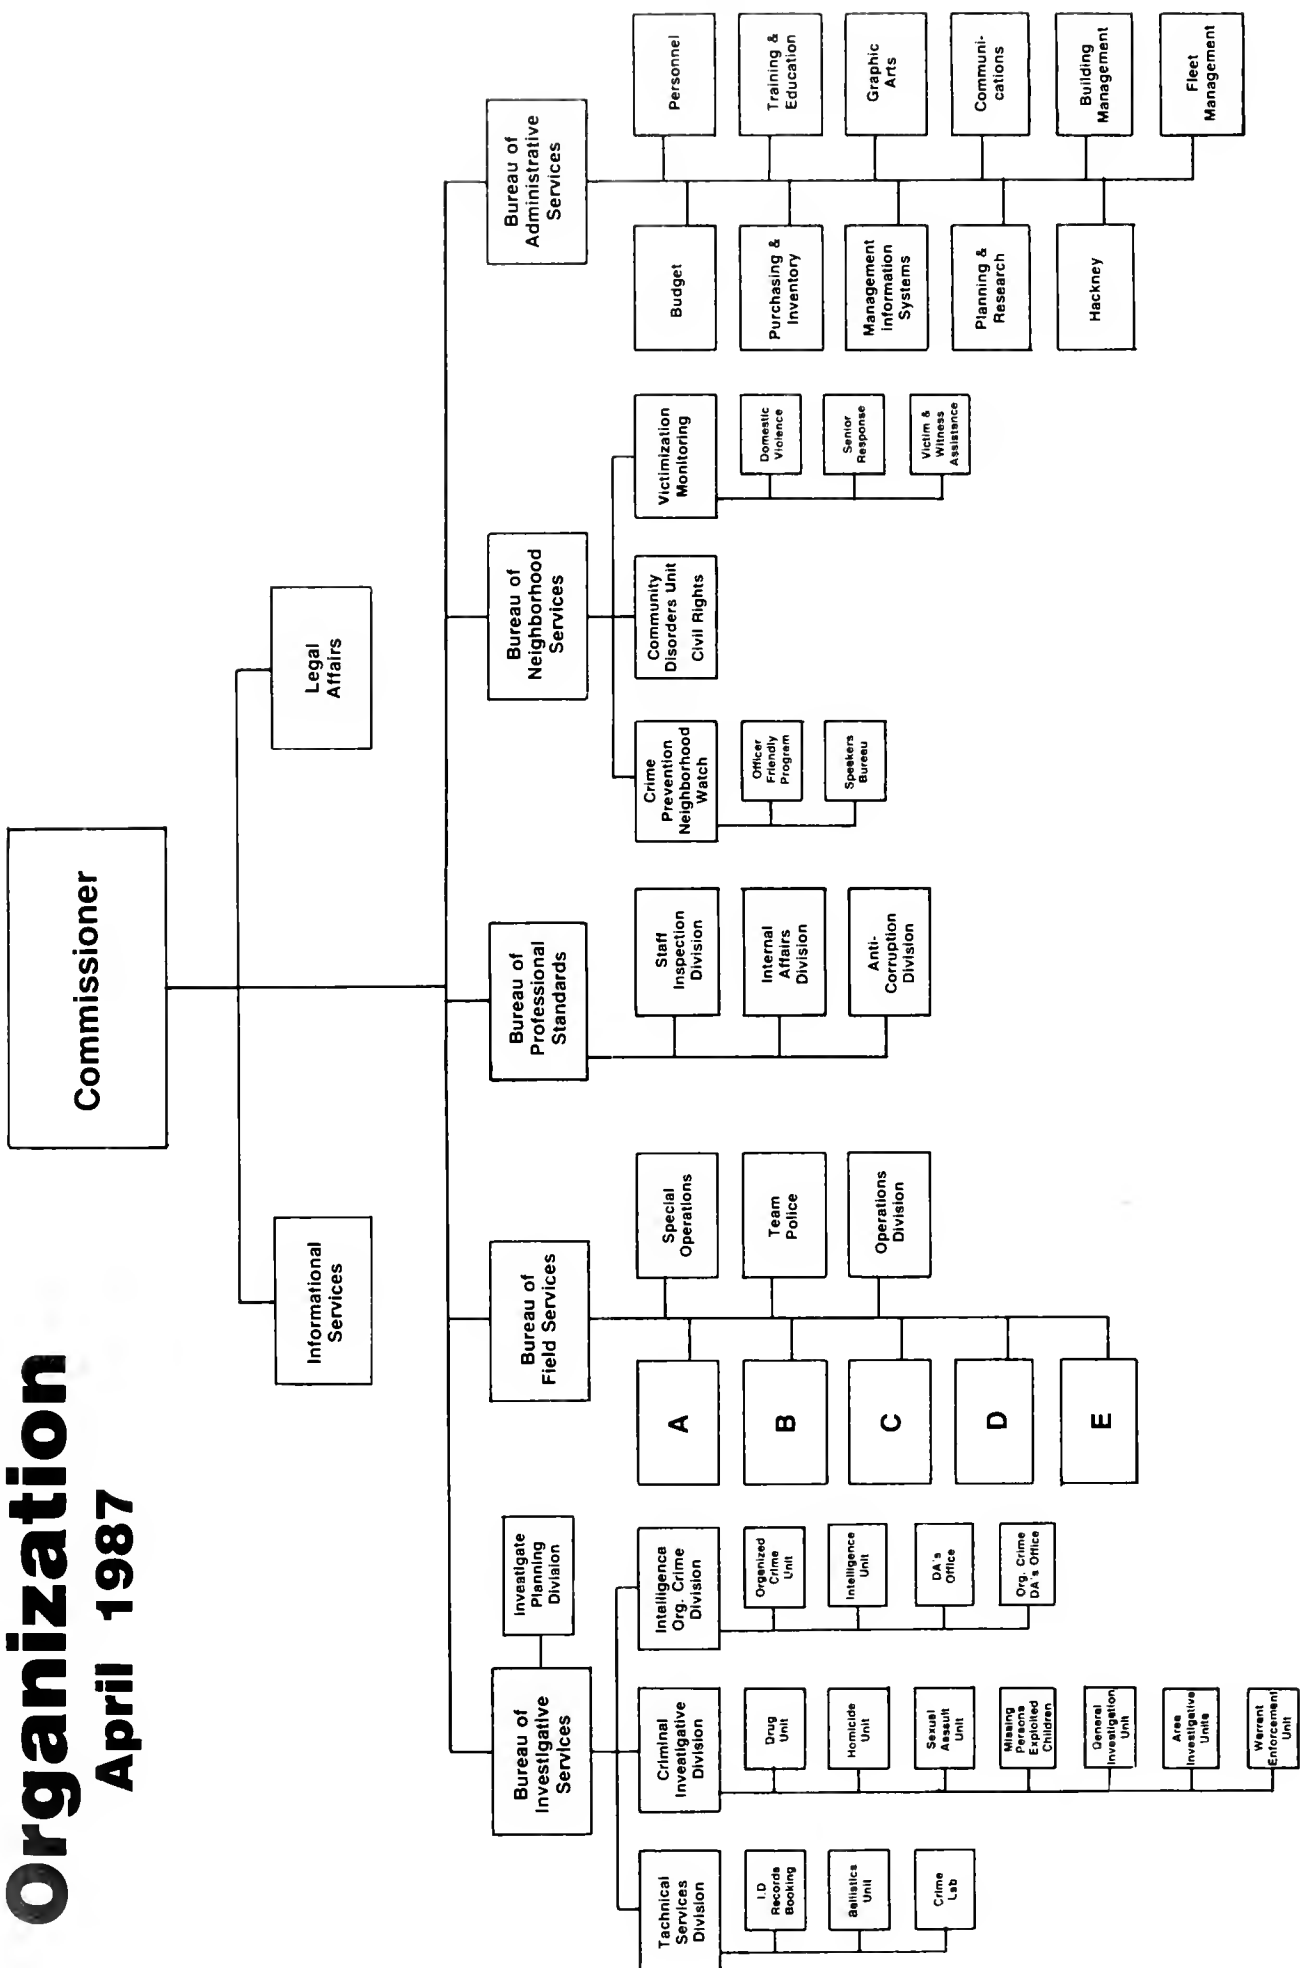 Organization
April 1987
Commissioner
Informational
Services
Legal
Affairs
Bureau of
Investigative
Services
Investigate
Planning
Division
Bureau of
Field Services
Bureau of
Professional
Standards
Bureau of
Neighborhood
Services
Bureau of
Administrative
Services
Tachnical
Services
Division
I.D
Records
Booking
Ballistics
Unit
Crime
Lab
Criminal
Inveatigative
Division
Drug
Unit
Homicide
Unit
Sexual
Assault
Unit
Missing
Persons
Exploited
Children
General
Investigation
Unit
Area
Investigative
Units
Warrant
Enforcement
Unit
Intelligence
Org. Crime
Division
Organized
Crime
Unit
Intelligence
Unit
DA's
Office
Org. Crime
DA's Office
A
B
C
D
E
Special
Operations
Team
Police
Operations
Division
Staff
Inspection
Division
Internal
Affairs
Division
Anti-
Corruption
Division
Crime
Prevention
Neighborhood
Watch
Officer
Friendly
Program
Speakers
Bureau
Community
Disorders Unit
Civil Rights
Victimization
Monitoring
Domestic
Violence
Senior
Response
Victim &
Witness
Assistance
Budget
Purchasing &
Inventory
Management
Information
Systems
Planning &
Research
Hackney
Personnel
Training &
Education
Graphic
Arts
Communi-
cations
Building
Management
Fleet
Management